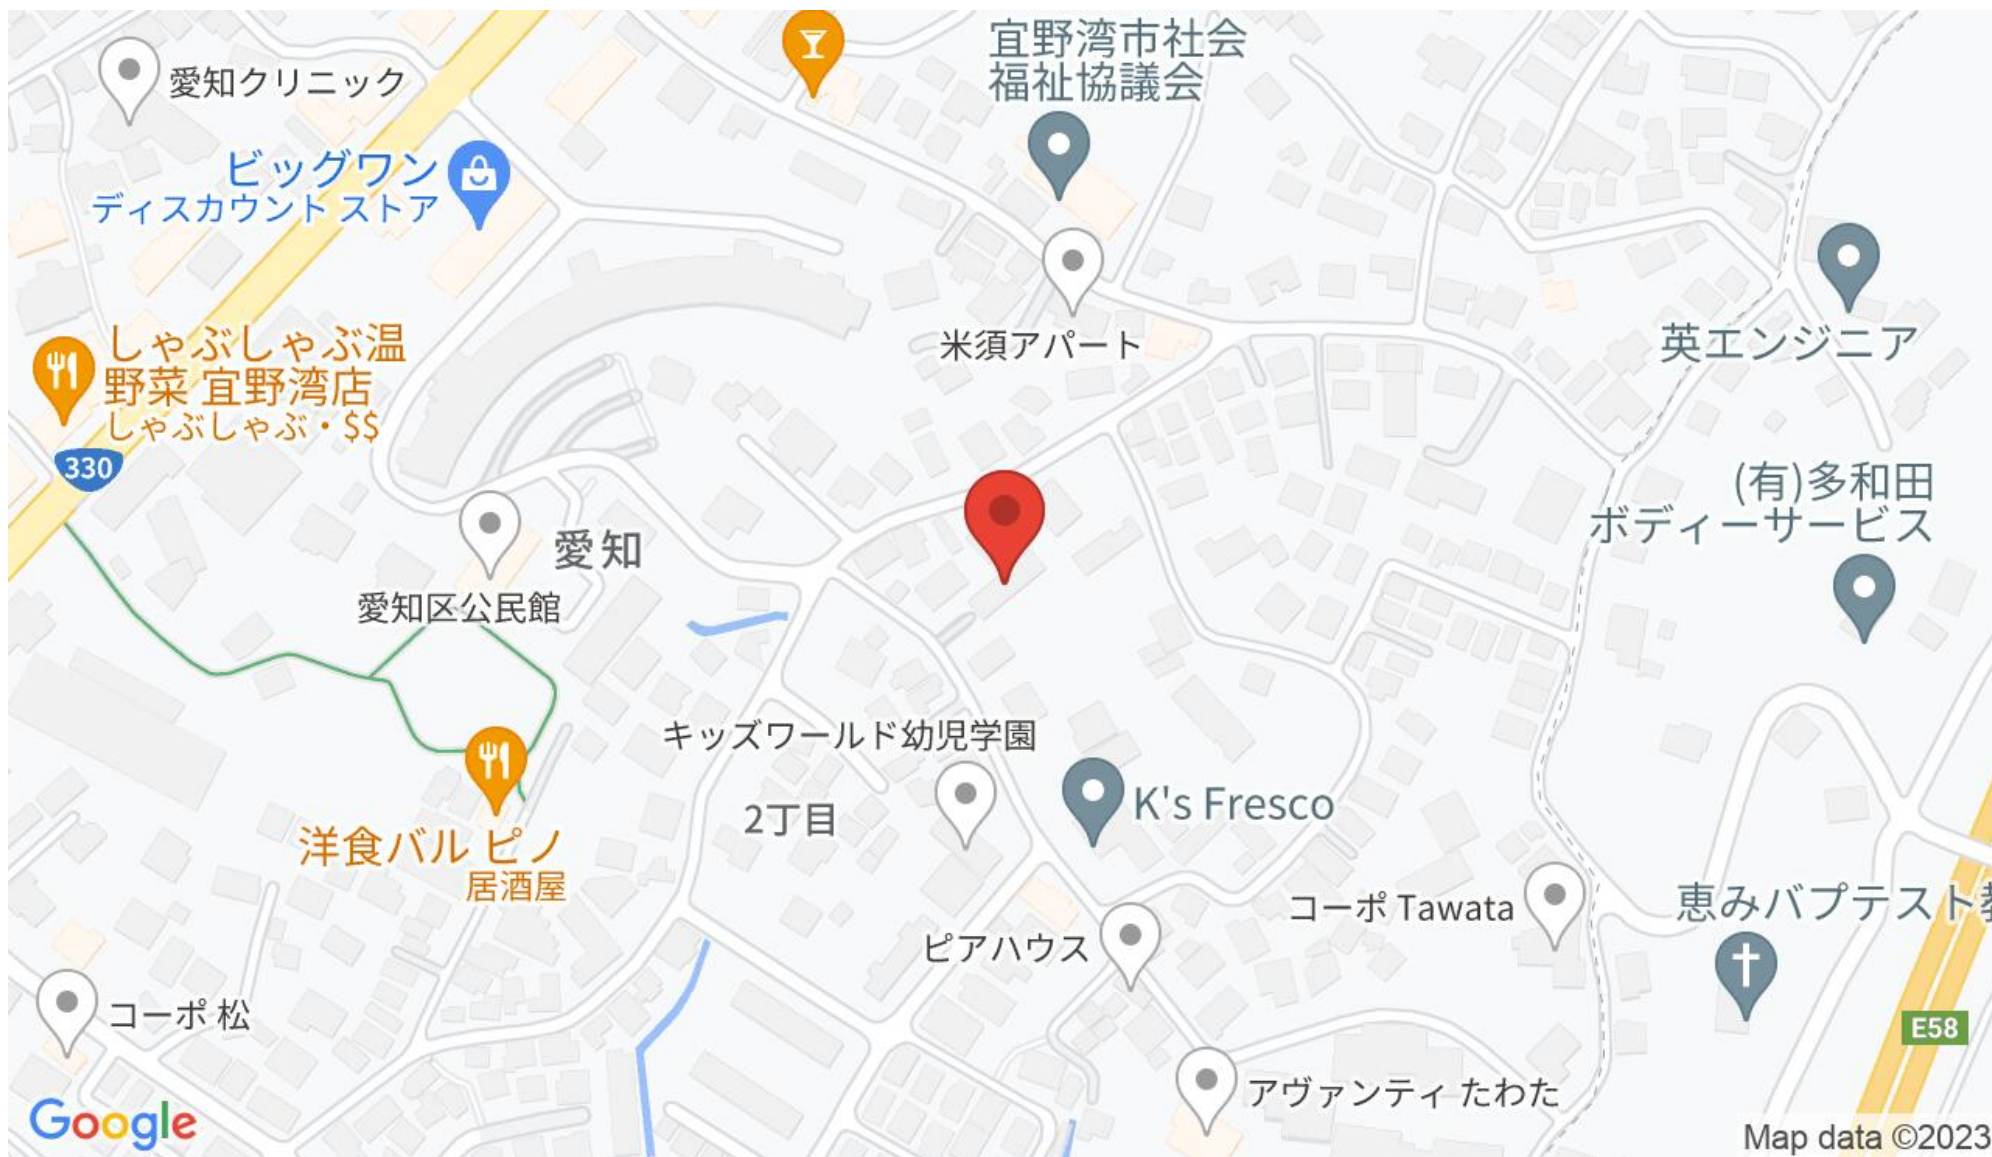 宜野湾市社会
福祉協議会
愛知クリニック
ビッグワン
ディスカウント ストア
米須アパート
英エンジニア
しゃぶしゃぶ温
野菜 宜野湾店
しゃぶしゃぶ・$$
330
(有)多和田
ボディーサービス
愛知
愛知区公民館
キッズワールド幼児学園
K's Fresco
2丁目
洋食バル ピノ
居酒屋
コーポ Tawata
恵みバプテスト教
ピアハウス
コーポ 松
E58
アヴァンティ たわた
Google
Map data ©2023